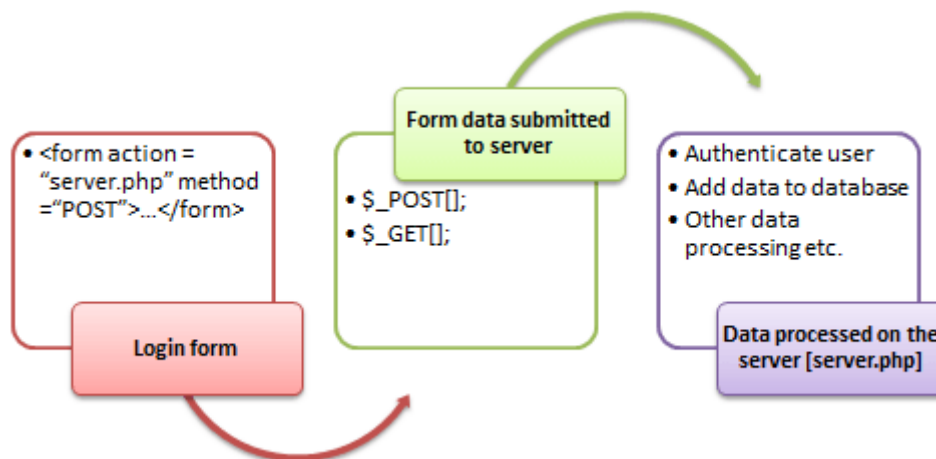 • <form action =
“server.php” method
=“POST”>...</form>
Login form
Form data submitted
to server
• $_POST[];
• $_GET[];
• Authenticate user
• Add data to database
• Other data
processing etc.
Data processed on the
server [server.php]